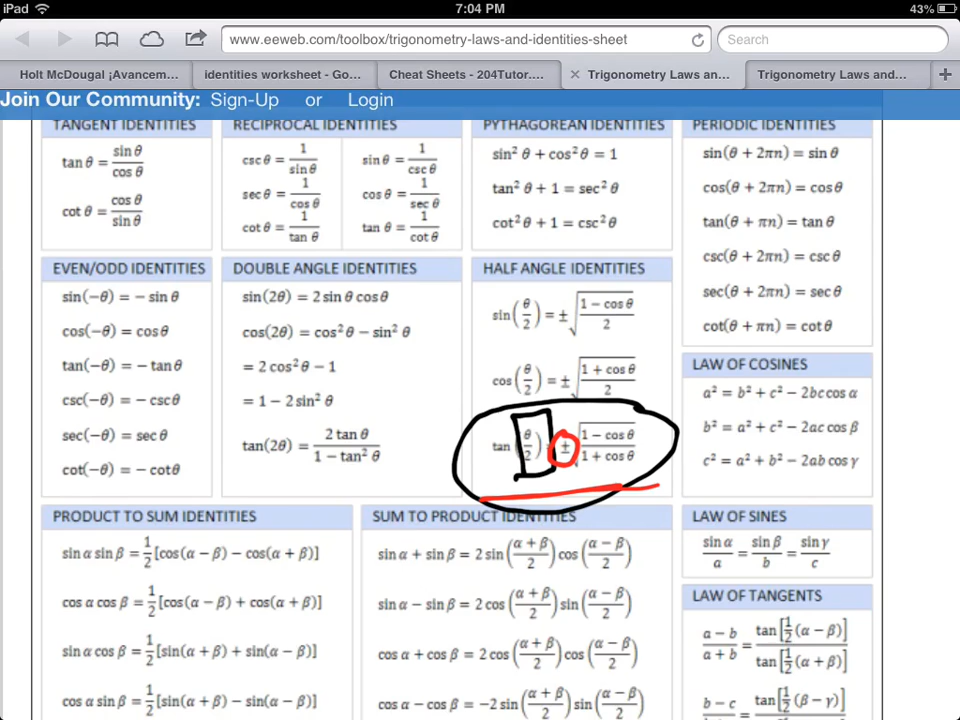 iPad 7:04 PM 43%
www.eeweb.com/toolbox/trigonometry-laws-and-identities-sheet Search
Holt McDougal ¡Avancem... identities worksheet - Go... Cheat Sheets - 204Tutor.... × Trigonometry Laws an... Trigonometry Laws and... +
Join Our Community: Sign-Up or Login
TANGENT IDENTITIES
tan θ = sin θ / cos θ
cot θ = cos θ / sin θ
RECIPROCAL IDENTITIES
csc θ = 1 / sin θ sin θ = 1 / csc θ
sec θ = 1 / cos θ cos θ = 1 / sec θ
cot θ = 1 / tan θ tan θ = 1 / cot θ
PYTHAGOREAN IDENTITIES
sin² θ + cos² θ = 1
tan² θ + 1 = sec² θ
cot² θ + 1 = csc² θ
PERIODIC IDENTITIES
sin(θ + 2πn) = sin θ
cos(θ + 2πn) = cos θ
tan(θ + πn) = tan θ
csc(θ + 2πn) = csc θ
sec(θ + 2πn) = sec θ
cot(θ + πn) = cot θ
EVEN/ODD IDENTITIES
sin(−θ) = − sin θ
cos(−θ) = cos θ
tan(−θ) = − tan θ
csc(−θ) = − csc θ
sec(−θ) = sec θ
cot(−θ) = − cot θ
DOUBLE ANGLE IDENTITIES
sin(2θ) = 2 sin θ cos θ
cos(2θ) = cos² θ − sin² θ
= 2 cos² θ − 1
= 1 − 2 sin² θ
tan(2θ) = 2 tan θ / 1 − tan² θ
HALF ANGLE IDENTITIES
sin(θ/2) = ±√(1 − cos θ / 2)
cos(θ/2) = ±√(1 + cos θ / 2)
tan(θ/2) ±√(1 − cos θ / 1 + cos θ)
LAW OF COSINES
a² = b² + c² − 2bc cos α
b² = a² + c² − 2ac cos β
c² = a² + b² − 2ab cos γ
PRODUCT TO SUM IDENTITIES
sin α sin β = 1/2 [cos(α − β) − cos(α + β)]
cos α cos β = 1/2 [cos(α − β) + cos(α + β)]
sin α cos β = 1/2 [sin(α + β) + sin(α − β)]
cos α sin β = 1/2 [sin(α + β) − sin(α − β)]
SUM TO PRODUCT IDENTITIES
sin α + sin β = 2 sin(α + β / 2) cos(α − β / 2)
sin α − sin β = 2 cos(α + β / 2) sin(α − β / 2)
cos α + cos β = 2 cos(α + β / 2) cos(α − β / 2)
cos α − cos β = −2 sin(α + β / 2) sin(α − β / 2)
LAW OF SINES
sin α / a = sin β / b = sin γ / c
LAW OF TANGENTS
a − b / a + b = tan[1/2 (α − β)] / tan[1/2 (α + β)]
b − c tan[1/2 (β − γ)]